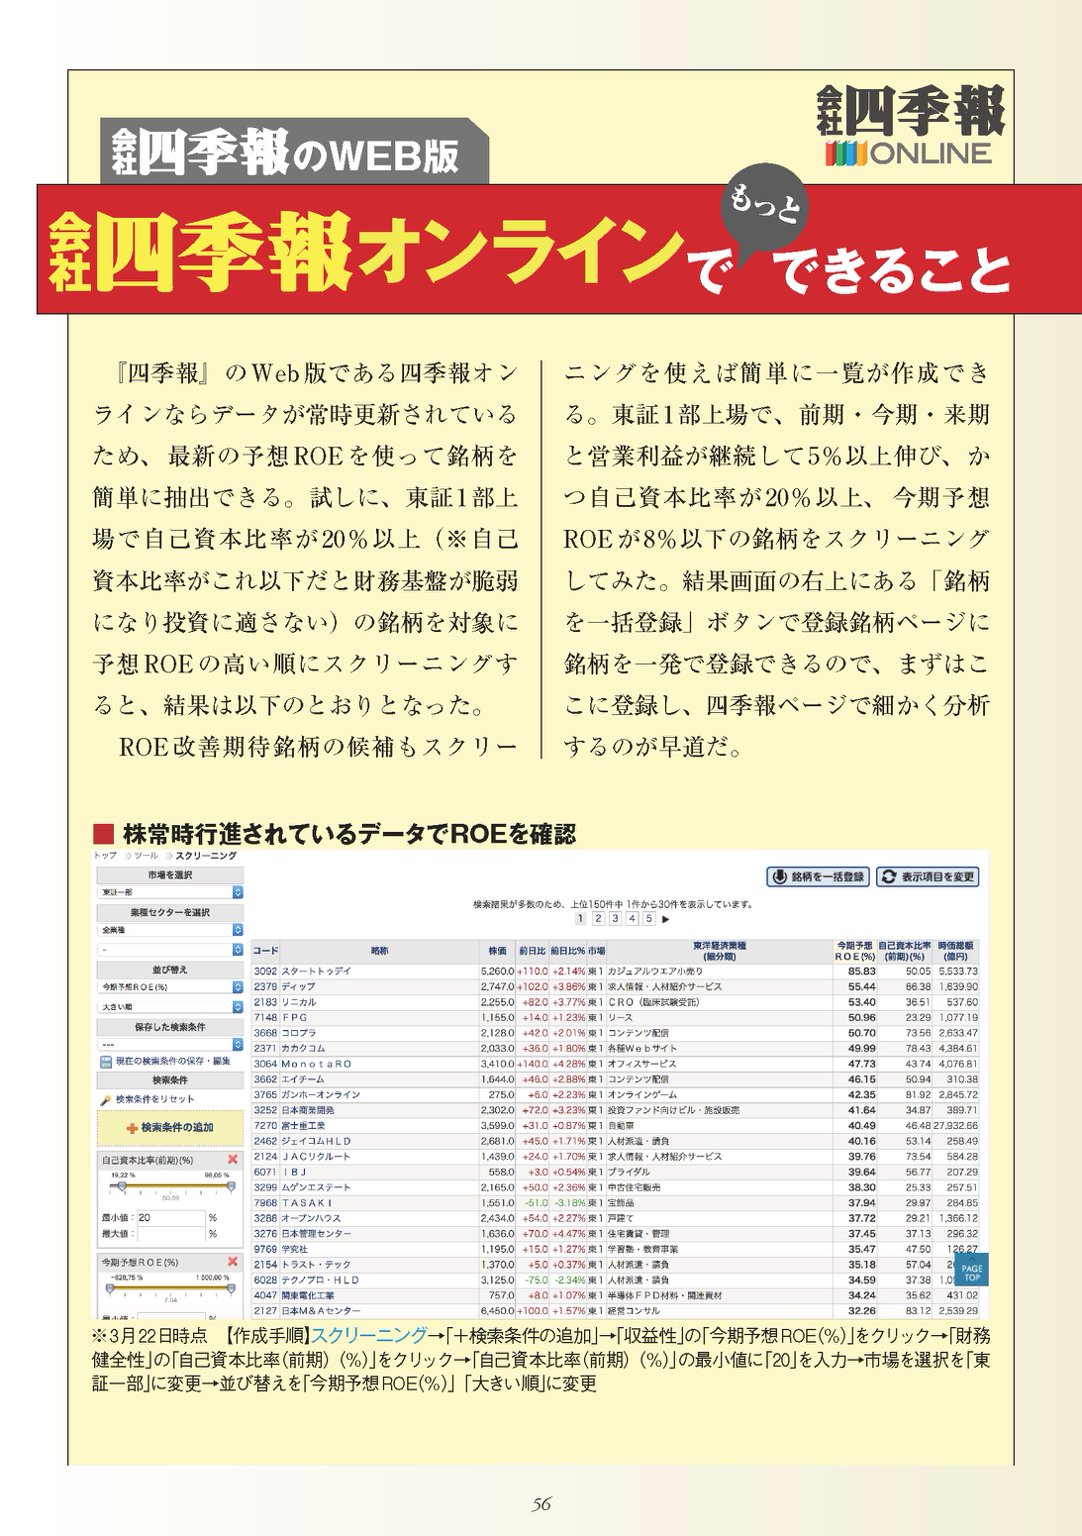 会社四季報
ONLINE
会社四季報のWEB版
会社四季報オンラインでもっとできること
『四季報』のWeb版である四季報オン
ラインならデータが常時更新されている
ため、最新の予想ROEを使って銘柄を
簡単に抽出できる。試しに、東証1部上
場で自己資本比率が20％以上（※自己
資本比率がこれ以下だと財務基盤が脆弱
になり投資に適さない）の銘柄を対象に
予想ROEの高い順にスクリーニングす
ると、結果は以下のとおりとなった。
ROE改善期待銘柄の候補もスクリー
ニングを使えば簡単に一覧が作成でき
る。東証1部上場で、前期・今期・来期
と営業利益が継続して5％以上伸び、か
つ自己資本比率が20％以上、今期予想
ROEが8％以下の銘柄をスクリーニング
してみた。結果画面の右上にある「銘柄
を一括登録」ボタンで登録銘柄ページに
銘柄を一発で登録できるので、まずはこ
こに登録し、四季報ページで細かく分析
するのが早道だ。
■ 株常時行進されているデータでROEを確認
トップ ≫ツール ≫スクリーニング
市場を選択
東証一部
業種セクターを選択
全業種
-
並び替え
今期予想ＲＯＥ(%)
大きい順
保存した検索条件
---
現在の検索条件の保存・編集
検索条件
検索条件をリセット
検索条件の追加
自己資本比率(前期)(%)
19.22 % 98.05 %
50.59
最小値：20 %
最大値： %
今期予想ＲＯＥ(%)
-828.75 % 1500.00 %
7.54
%
銘柄を一括登録 表示項目を変更
検索結果が多数のため、上位150件中 1件から30件を表示しています。
1 2 3 4 5 ▶
コード 略称 株価 前日比 前日比% 市場 東洋経済業種(細分類) 今期予想ＲＯＥ(%) 自己資本比率(前期)(%) 時価総額(億円)
3092 スタートトゥデイ 5,260.0 +110.0 +2.14% 東１ カジュアルウエア小売り 85.83 50.05 5,533.73
2379 ディップ 2,747.0 +102.0 +3.86% 東１ 求人情報・人材紹介サービス 55.44 66.38 1,639.90
2183 リニカル 2,255.0 +82.0 +3.77% 東１ ＣＲＯ（臨床試験受託） 53.40 36.51 537.60
7148 ＦＰＧ 1,155.0 +14.0 +1.23% 東１ リース 50.96 23.29 1,077.19
3668 コロプラ 2,128.0 +42.0 +2.01% 東１ コンテンツ配信 50.70 73.56 2,633.47
2371 カカクコム 2,033.0 +36.0 +1.80% 東１ 各種Ｗｅｂサイト 49.99 78.43 4,384.61
3064 ＭｏｎｏｔａＲＯ 3,410.0 +140.0 +4.28% 東１ オフィスサービス 47.73 43.74 4,076.81
3662 エイチーム 1,644.0 +46.0 +2.88% 東１ コンテンツ配信 46.15 50.94 310.38
3765 ガンホーオンライン 275.0 +6.0 +2.23% 東１ オンラインゲーム 42.35 81.92 2,845.72
3252 日本商業開発 2,302.0 +72.0 +3.23% 東１ 投資ファンド向けビル・施設販売 41.64 34.87 389.71
7270 富士重工業 3,599.0 +31.0 +0.87% 東１ 自動車 40.49 46.48 27,932.66
2462 ジェイコムＨＬＤ 2,681.0 +45.0 +1.71% 東１ 人材派遣・請負 40.16 53.14 258.49
2124 ＪＡＣリクルート 1,439.0 +24.0 +1.70% 東１ 求人情報・人材紹介サービス 39.76 73.54 584.28
6071 ＩＢＪ 558.0 +3.0 +0.54% 東１ ブライダル 39.64 56.77 207.29
3299 ムゲンエステート 2,165.0 +50.0 +2.36% 東１ 中古住宅販売 38.30 25.33 257.51
7968 ＴＡＳＡＫＩ 1,551.0 -51.0 -3.18% 東１ 宝飾品 37.94 29.97 284.85
3288 オープンハウス 2,434.0 +54.0 +2.27% 東１ 戸建て 37.72 29.21 1,366.12
3276 日本管理センター 1,636.0 +70.0 +4.47% 東１ 住宅賃貸・管理 37.45 37.13 296.32
9769 学究社 1,195.0 +15.0 +1.27% 東１ 学習塾・教育事業 35.47 47.50 126.27
2154 トラスト・テック 1,370.0 +5.0 +0.37% 東１ 人材派遣・請負 35.18 57.04
6028 テクノプロ・ＨＬＤ 3,125.0 -75.0 -2.34% 東１ 人材派遣・請負 34.59 37.38
4047 関東電化工業 757.0 +8.0 +1.07% 東１ 半導体ＦＰＤ材料・関連資材 34.24 35.62 431.02
2127 日本Ｍ＆Ａセンター 6,450.0 +100.0 +1.57% 東１ 経営コンサル 32.26 83.12 2,539.29
PAGE
TOP
※3月22日時点 【作成手順】スクリーニング→「＋検索条件の追加」→「収益性」の「今期予想ROE(%)」をクリック→「財務
健全性」の「自己資本比率(前期) (%)」をクリック→「自己資本比率(前期) (%)」の最小値に「20」を入力→市場を選択を「東
証一部」に変更→並び替えを「今期予想ROE(%)」「大きい順」に変更
56